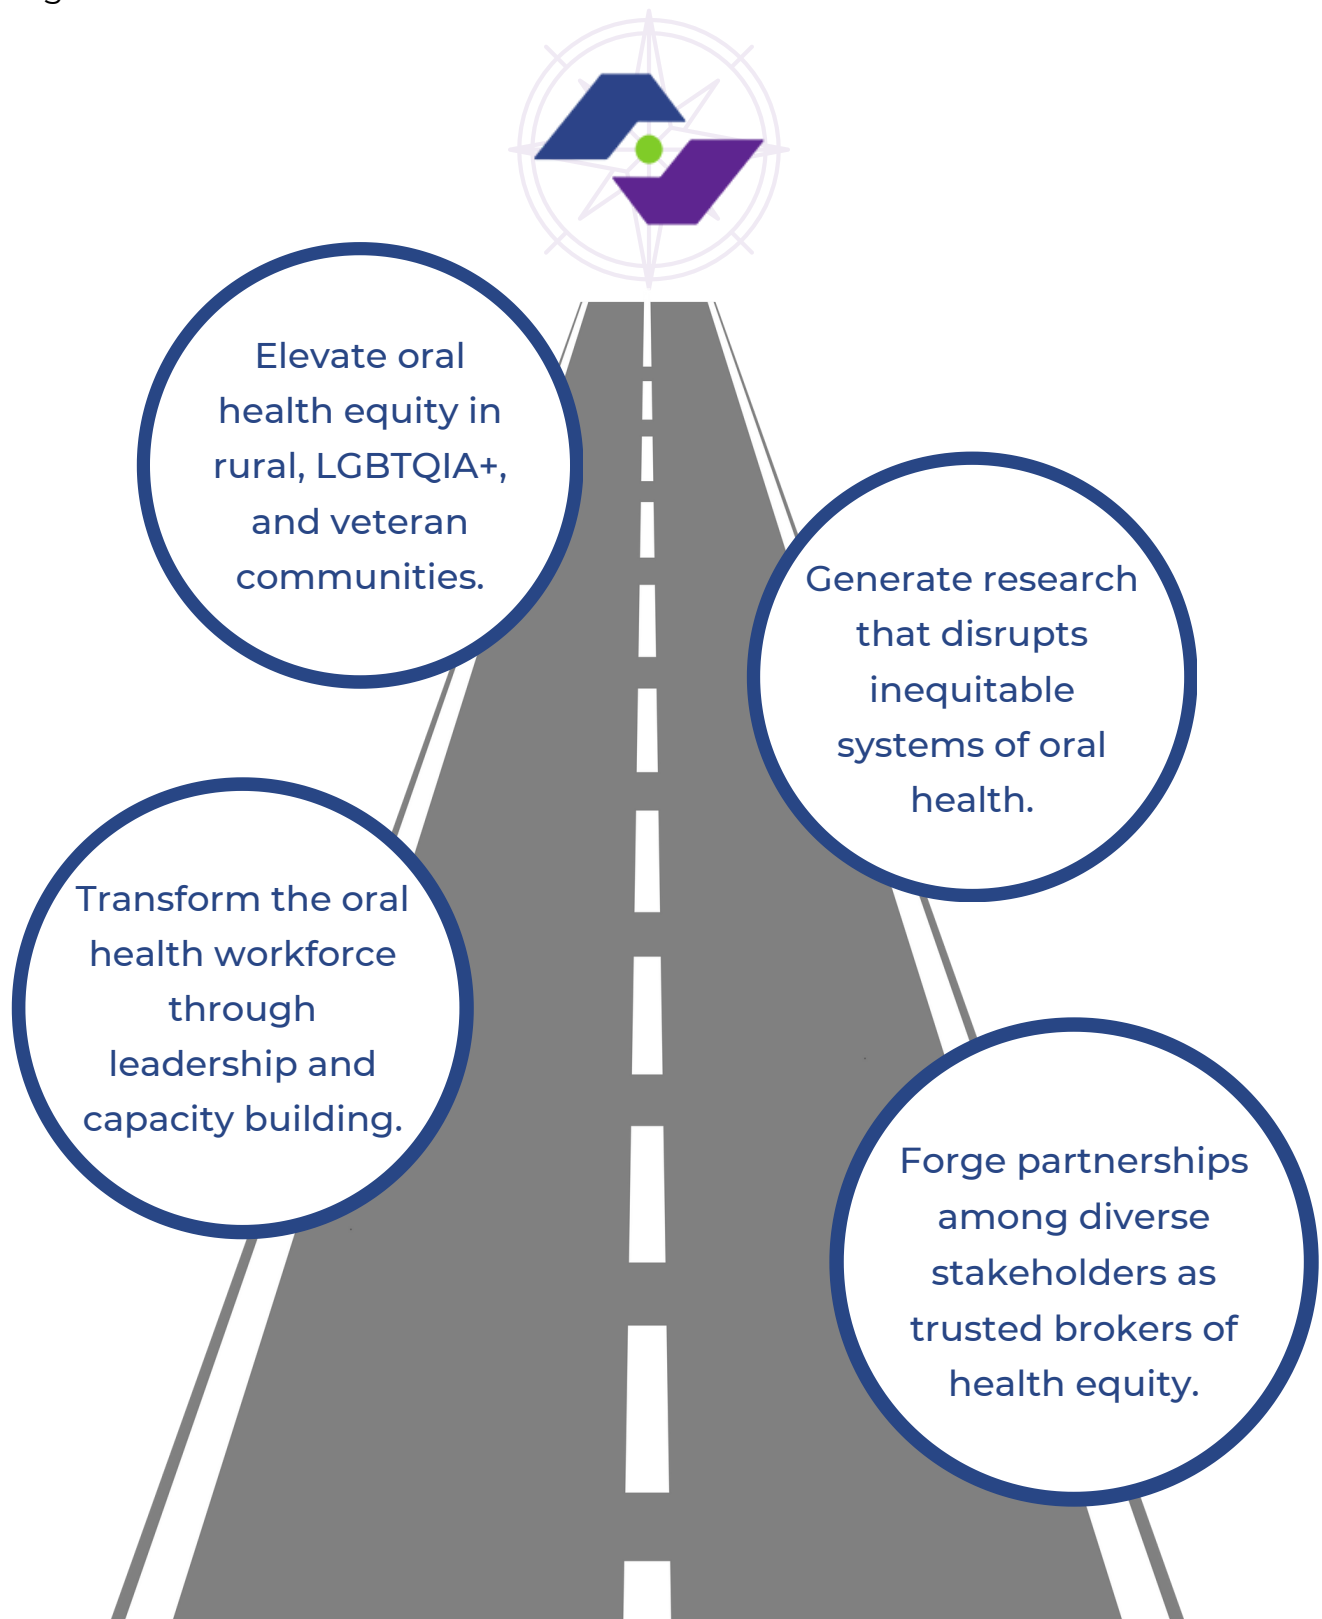 Elevate oral
health equity in
rural, LGBTQIA+,
and veteran
communities.
Generate research
that disrupts
inequitable
systems of oral
health.
Transform the oral
health workforce
through
leadership and
capacity building.
Forge partnerships
among diverse
stakeholders as
trusted brokers of
health equity.